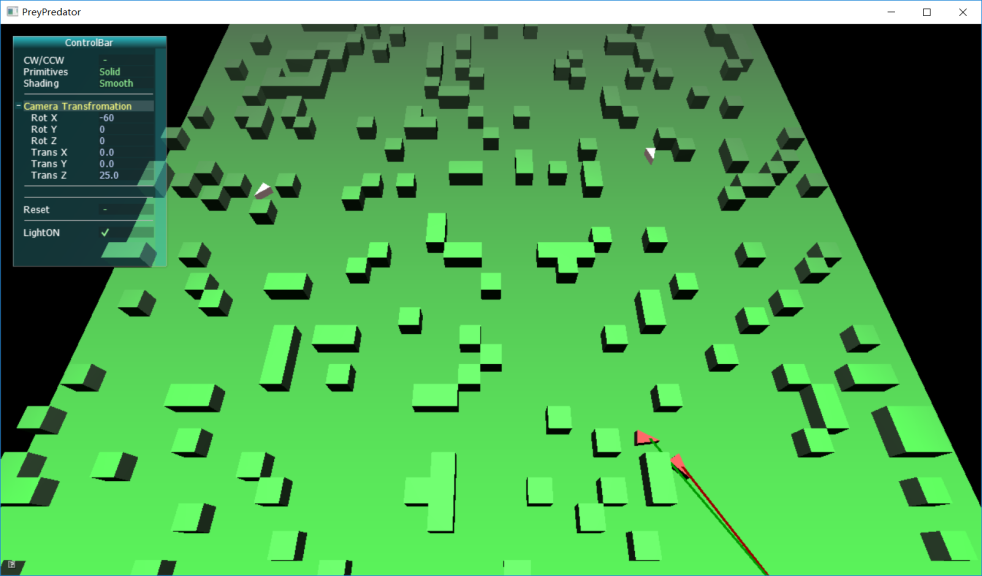 PreyPredator
ControlBar
CW/CCW -
Primitives Solid
Shading Smooth
- Camera Transfromation
Rot X -60
Rot Y 0
Rot Z 0
Trans X 0.0
Trans Y 0.0
Trans Z 25.0
Reset -
LightON ✓